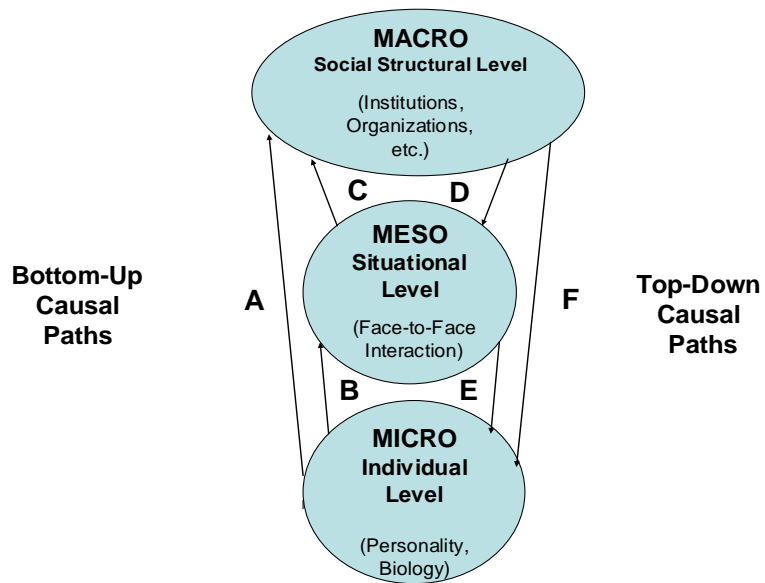 MACRO
Social Structural Level
(Institutions,
Organizations,
etc.)
C
D
MESO
Situational
Level
(Face-to-Face
Interaction)
Bottom-Up
Causal
Paths
A
F
Top-Down
Causal
Paths
B
E
MICRO
Individual
Level
(Personality,
Biology)